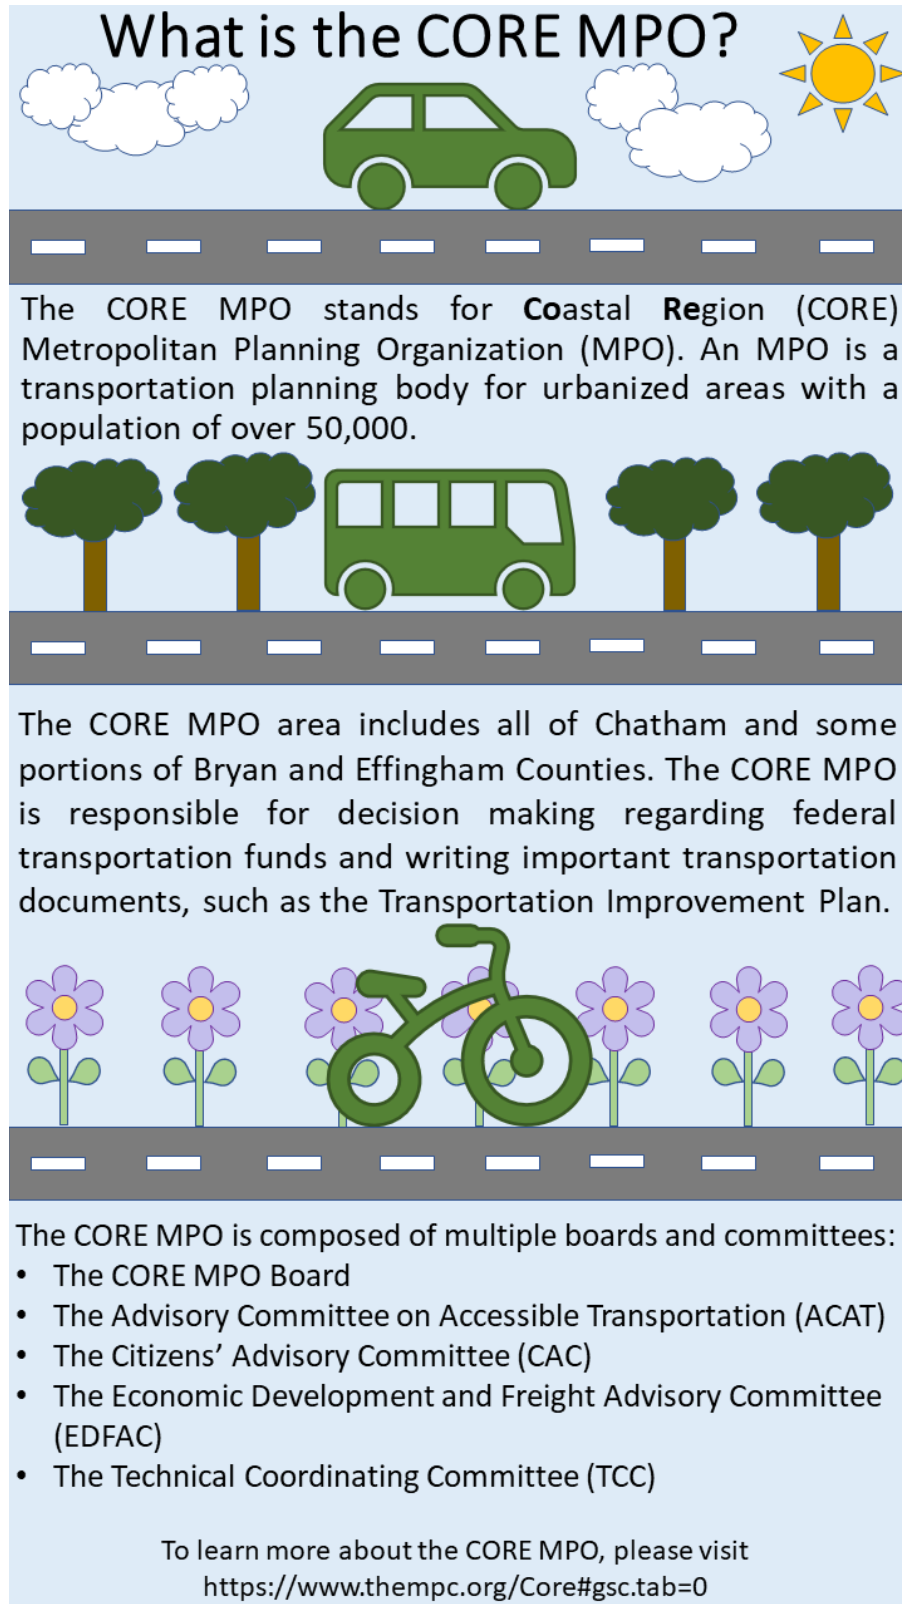 What is the CORE MPO?
The CORE MPO stands for Coastal Region (CORE)
Metropolitan Planning Organization (MPO). An MPO is a
transportation planning body for urbanized areas with a
population of over 50,000.
The CORE MPO area includes all of Chatham and some
portions of Bryan and Effingham Counties. The CORE MPO
is responsible for decision making regarding federal
transportation funds and writing important transportation
documents, such as the Transportation Improvement Plan.
The CORE MPO is composed of multiple boards and committees:
• The CORE MPO Board
• The Advisory Committee on Accessible Transportation (ACAT)
• The Citizens’ Advisory Committee (CAC)
• The Economic Development and Freight Advisory Committee
(EDFAC)
• The Technical Coordinating Committee (TCC)
To learn more about the CORE MPO, please visit
https://www.thempc.org/Core#gsc.tab=0